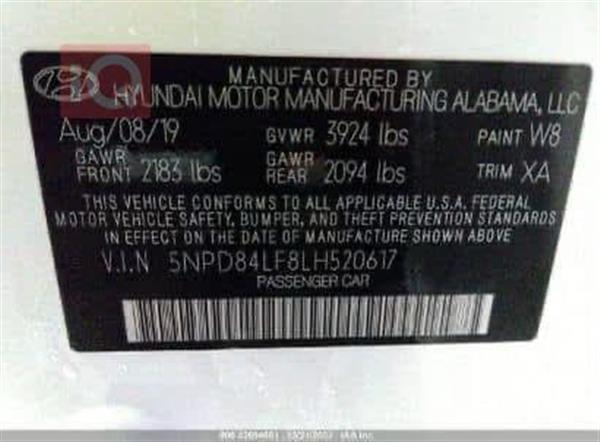 MANUFACTURED BY
HYUNDAI MOTOR MANUFACTURING ALABAMA, LLC
Aug/08/19 GVWR 3924 lbs PAINT W8
GAWR FRONT 2183 lbs GAWR REAR 2094 lbs TRIM XA
THIS VEHICLE CONFORMS TO ALL APPLICABLE U.S.A. FEDERAL
MOTOR VEHICLE SAFETY, BUMPER, AND THEFT PREVENTION STANDARDS
IN EFFECT ON THE DATE OF MANUFACTURE SHOWN ABOVE
V.I.N 5NPD84LF8LH520617
PASSENGER CAR